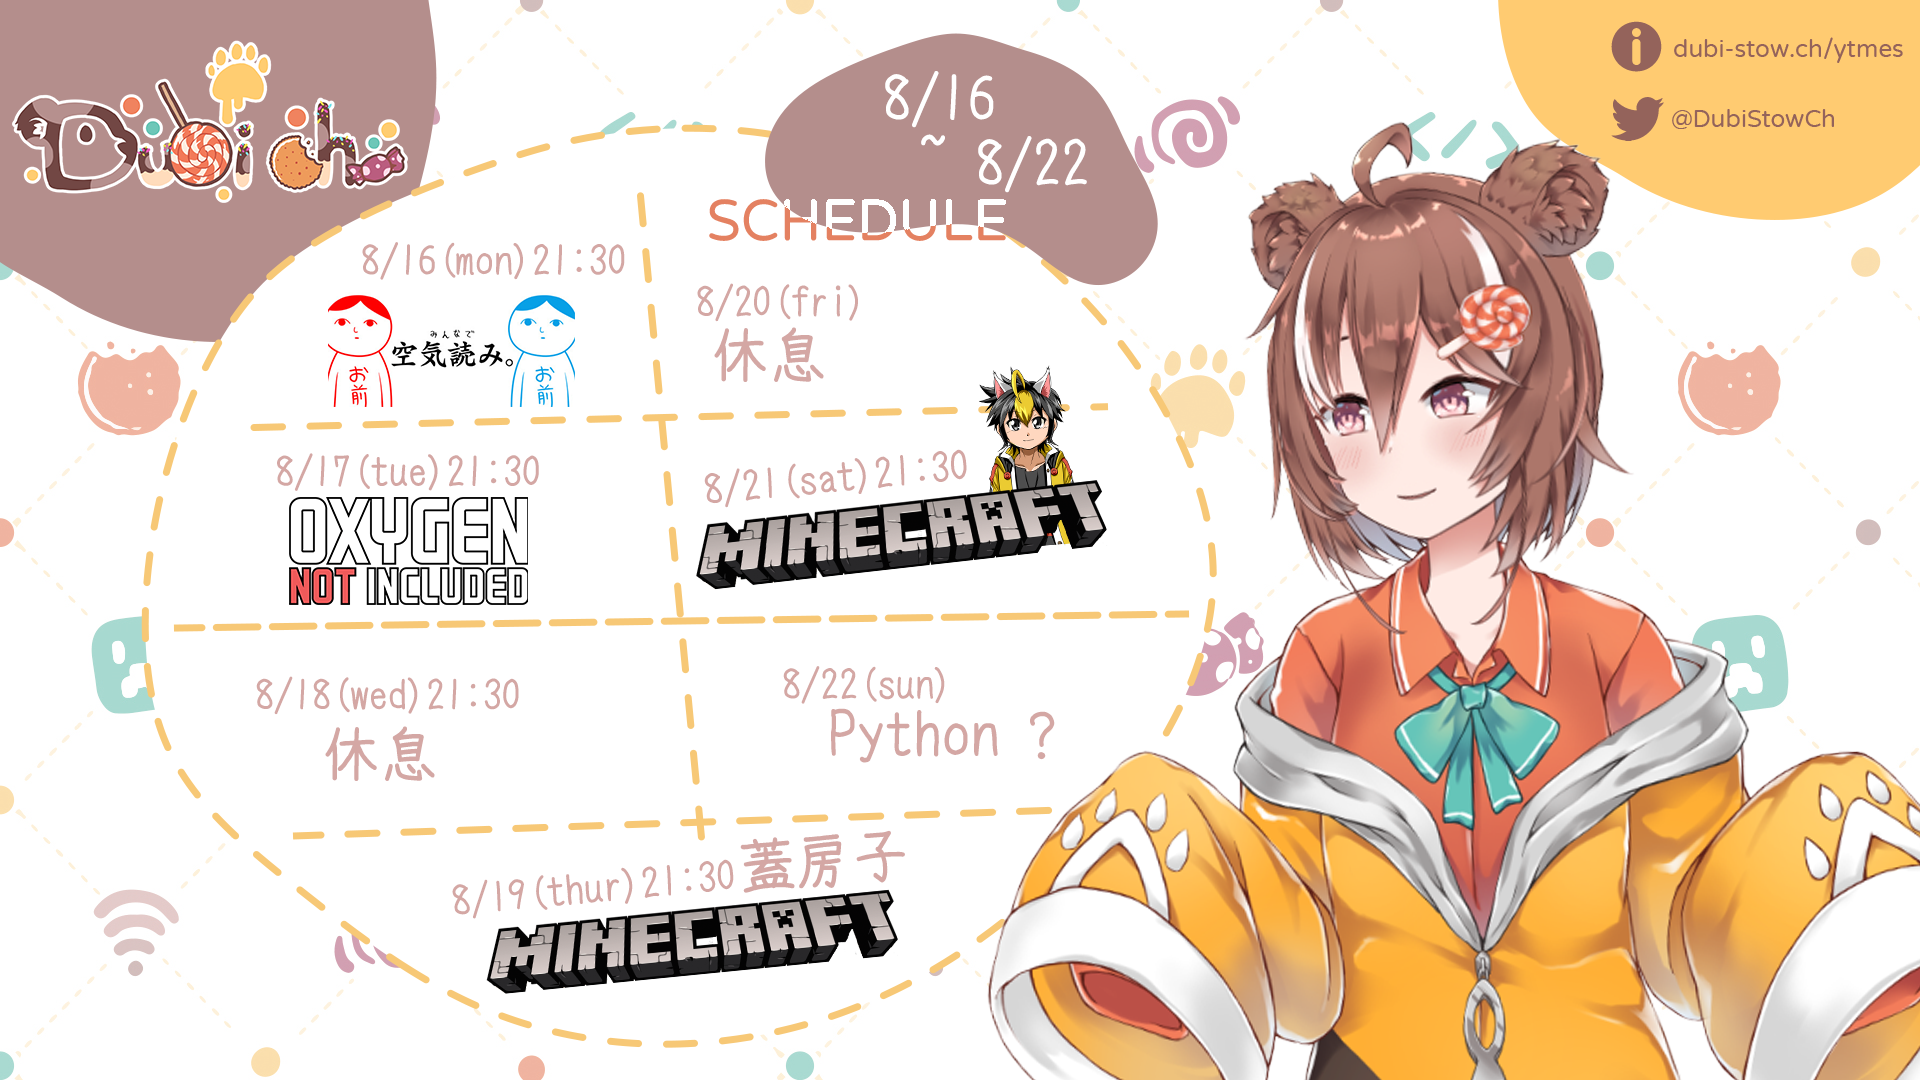 Dubi ch
dubi-stow.ch/ytmes
@DubiStowCh
8/16
~
8/22
SCHEDULE
8/16(mon)21:30
みんなで
空気読み。
お前
お前
8/17(tue)21:30
OXYGEN
NOT INCLUDED
8/18(wed)21:30
休息
8/19(thur)21:30蓋房子
MINECRAFT
8/20(fri)
休息
8/21(sat)21:30
MINECRAFT
8/22(sun)
Python ?